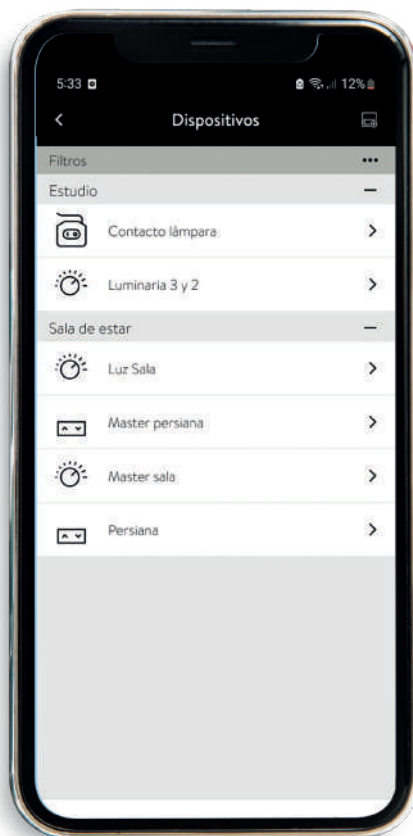 5:33
12%
Dispositivos
Filtros
Estudio
Contacto lâmpara
Luminaria 3 y 2
Sala de estar
Luz Sala
Master persiana
Master sala
Persiana